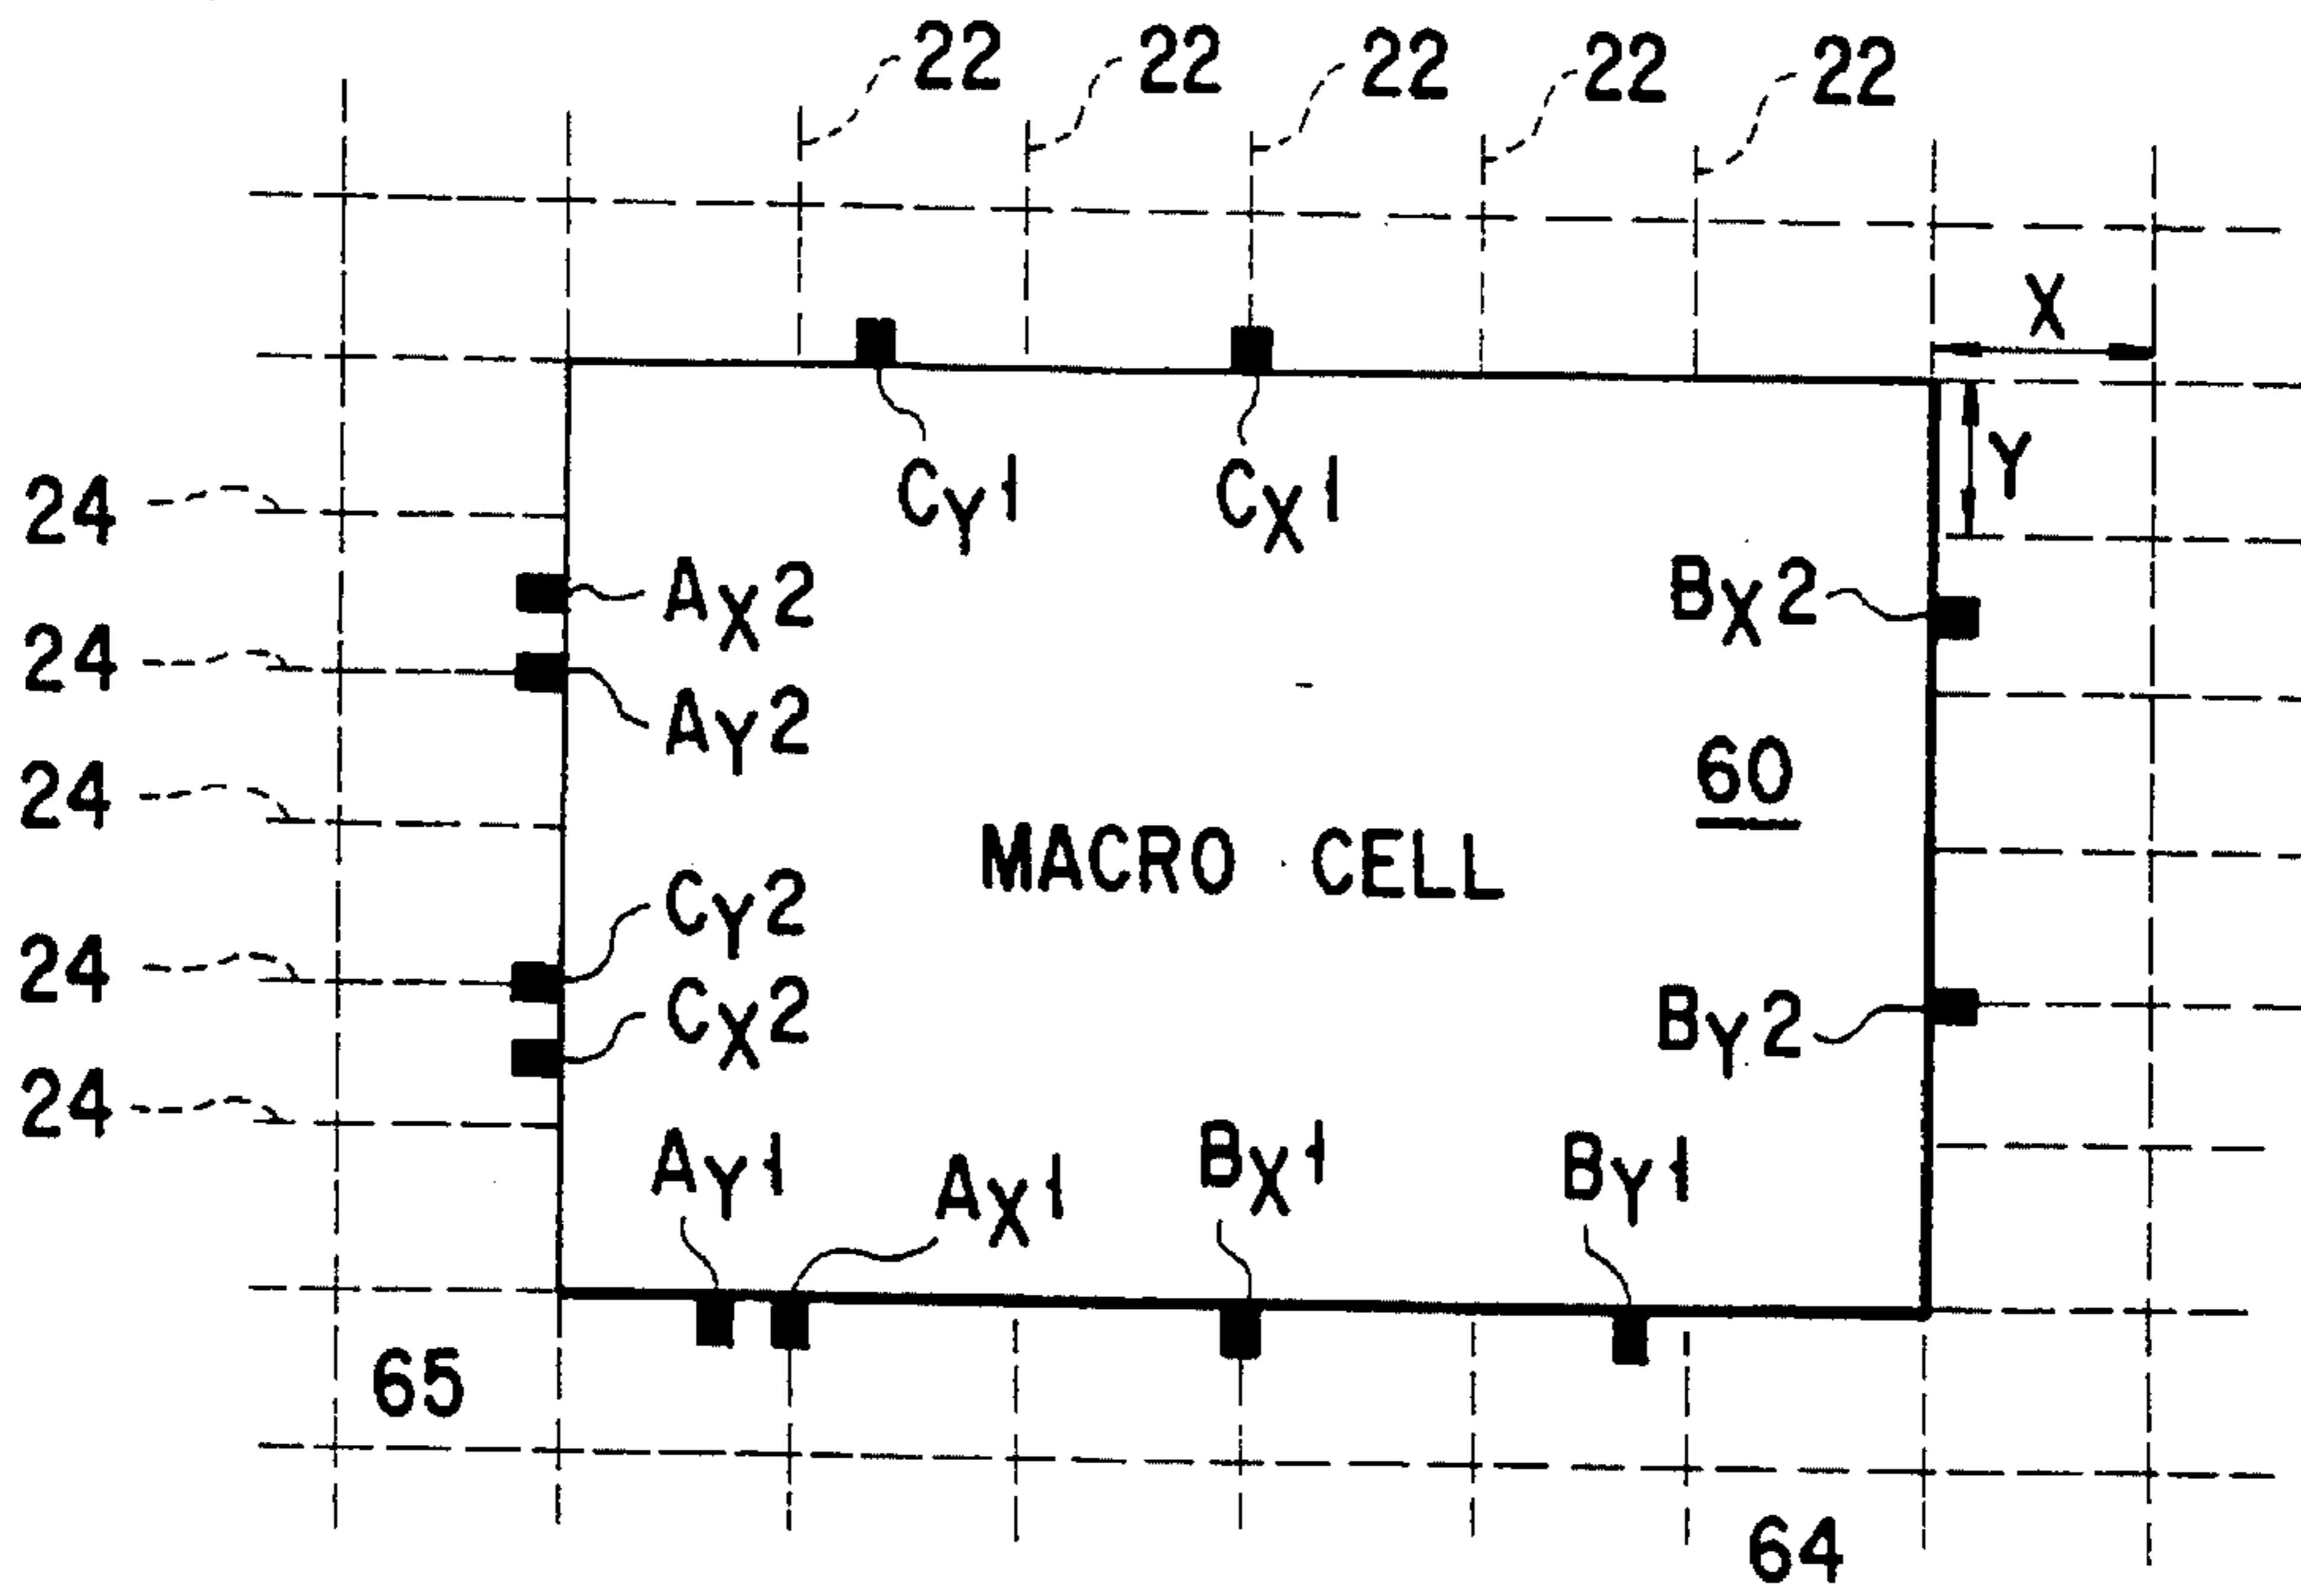 22 22 22 22 22
X
Y
CY1 CX1
24
AX2 BX2
24
AY2
60
24
MACRO CELL
CY2
24
CX2 BY2
24
AY1 AX1 BX1 BY1
65
64